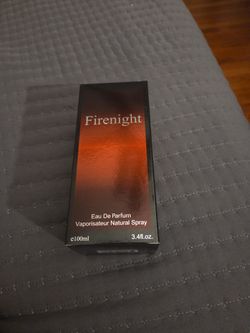 Firenight
Eau De Parfum
Vaporisateur Natural Spray
e100ml 3.4fl.oz.